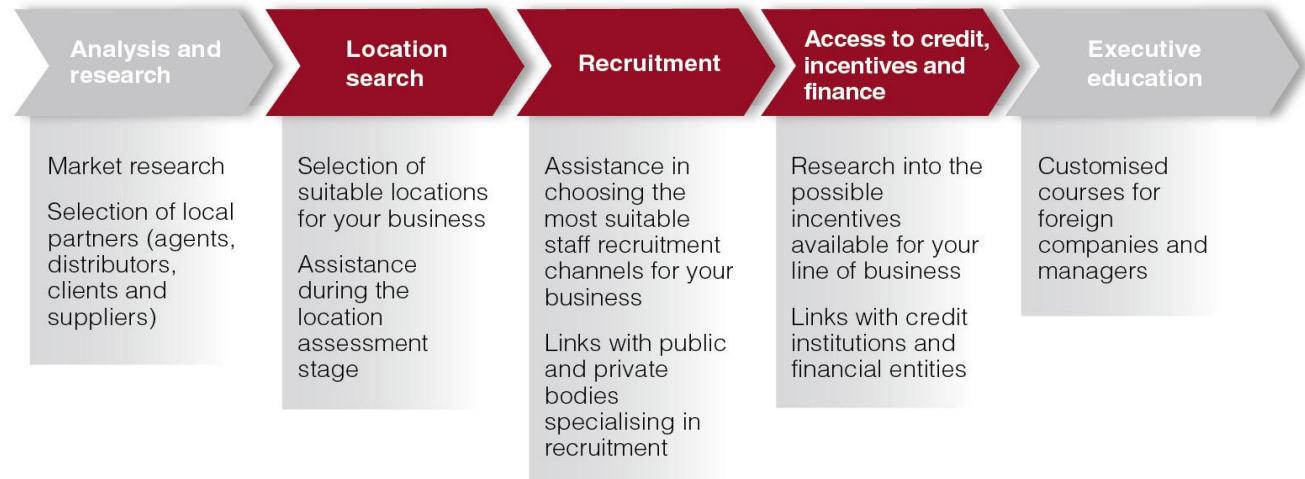 Analysis and
research
Location
search
Recruitment
Access to credit,
incentives and
finance
Executive
education
Market research
Selection of local
partners (agents,
distributors,
clients and
suppliers)
Selection of
suitable locations
for your business
Assistance
during the
location
assessment
stage
Assistance in
choosing the
most suitable
staff recruitment
channels for your
business
Links with public
and private
bodies
specialising in
recruitment
Research into the
possible
incentives
available for your
line of business
Links with credit
institutions and
financial entities
Customised
courses for
foreign
companies and
managers